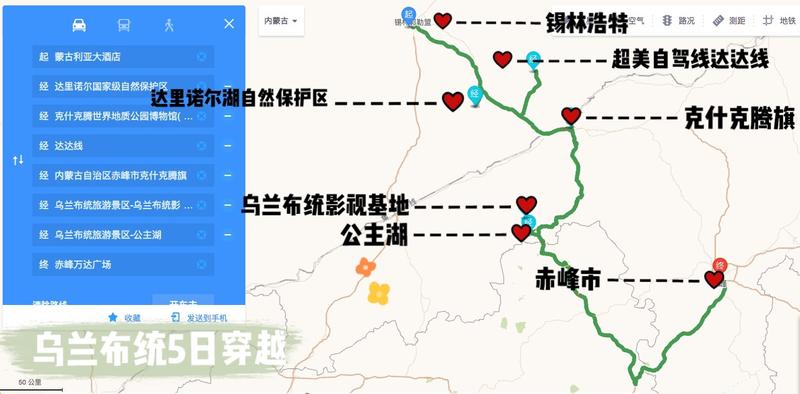 起 蒙古利亚大酒店
经 达里诺尔国家级自然保护区
经 克什克腾世界地质公园博物馆( ...
经 达达线
经 内蒙古自治区赤峰市克什克腾旗
经 乌兰布统旅游景区-乌兰布统影 ...
经 乌兰布统旅游景区-公主湖
终 赤峰万达广场
收藏
发送到手机
乌兰布统5日穿越
50 公里
内蒙古
空气
路况
测距
地铁
起
锡林浩特
经
超美自驾线达达线
达里诺尔湖自然保护区
经
克什克腾旗
乌兰布统影视基地
公主湖
终
赤峰市